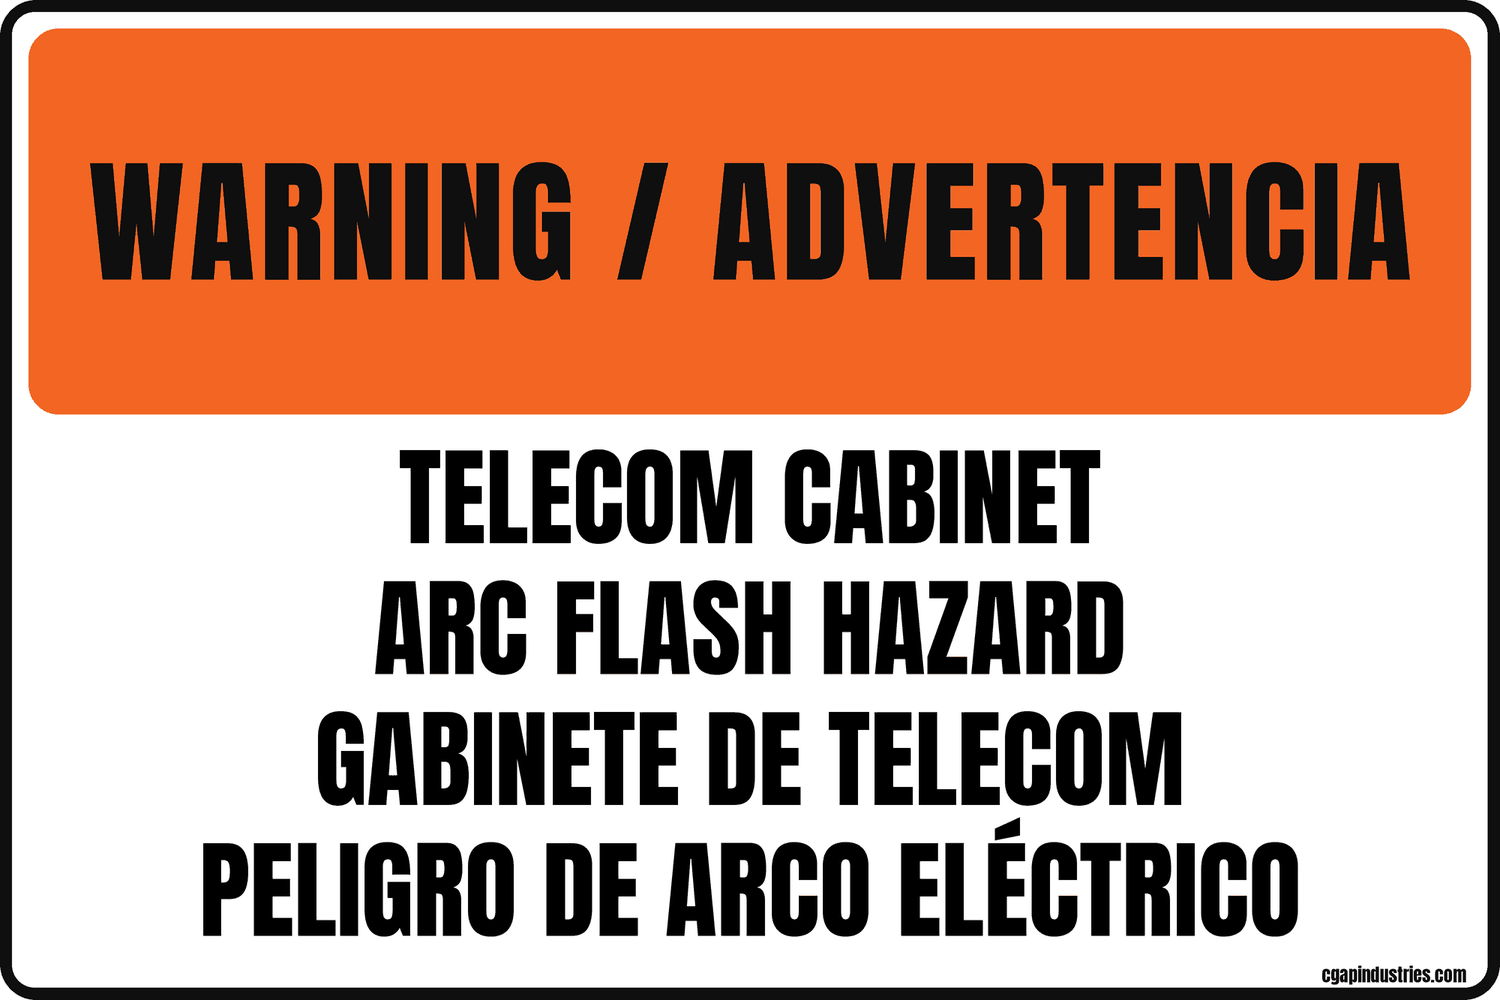 WARNING / ADVERTENCIA
TELECOM CABINET
ARC FLASH HAZARD
GABINETE DE TELECOM
PELIGRO DE ARCO ELÉCTRICO
cgapindustries.com